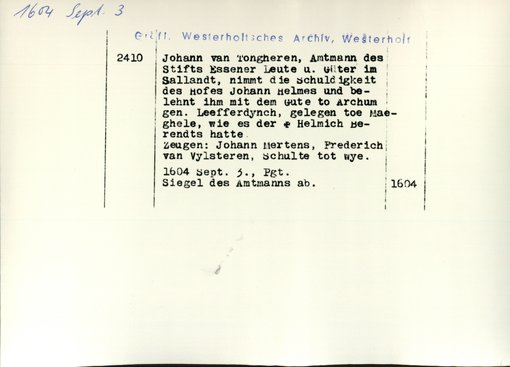 1604 Sept. 3
Gräfl. Westerholtsches Archiv, Westerholt
2410
Johann van Tongheren, Amtmann des
Stifts Essener Leute u. Güter im
Sallandt, nimmt die Schuldigkeit
des Hofes Johann Helmes und be-
lehnt ihm mit dem Gute to Archum
gen. Leefferdynch, gelegen toe Hae-
ghele, wie es der + Helmich Be-
rendts hatte.
Zeugen: Johann Mertens, Frederich
van Vylsteren, Schulte tot Wye.
1604 Sept. 3., Pgt.
Siegel des Amtmanns ab.
1604